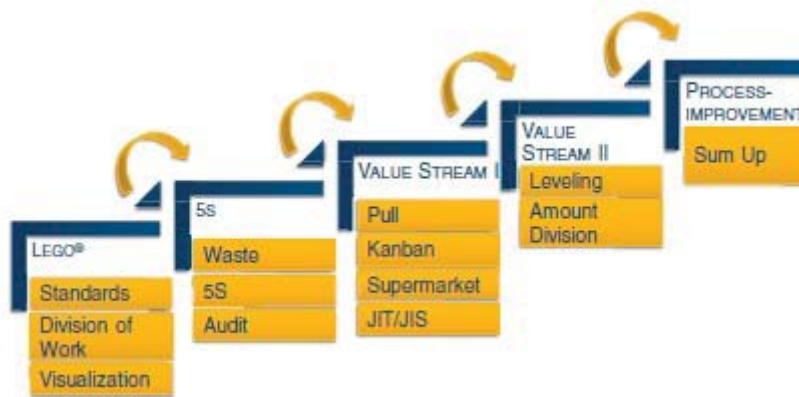 LEGO®
Standards
Division of
Work
Visualization
5S
Waste
5S
Audit
VALUE STREAM I
Pull
Kanban
Supermarket
JIT/JIS
VALUE
STREAM II
Leveling
Amount
Division
PROCESS-
IMPROVEMENT
Sum Up